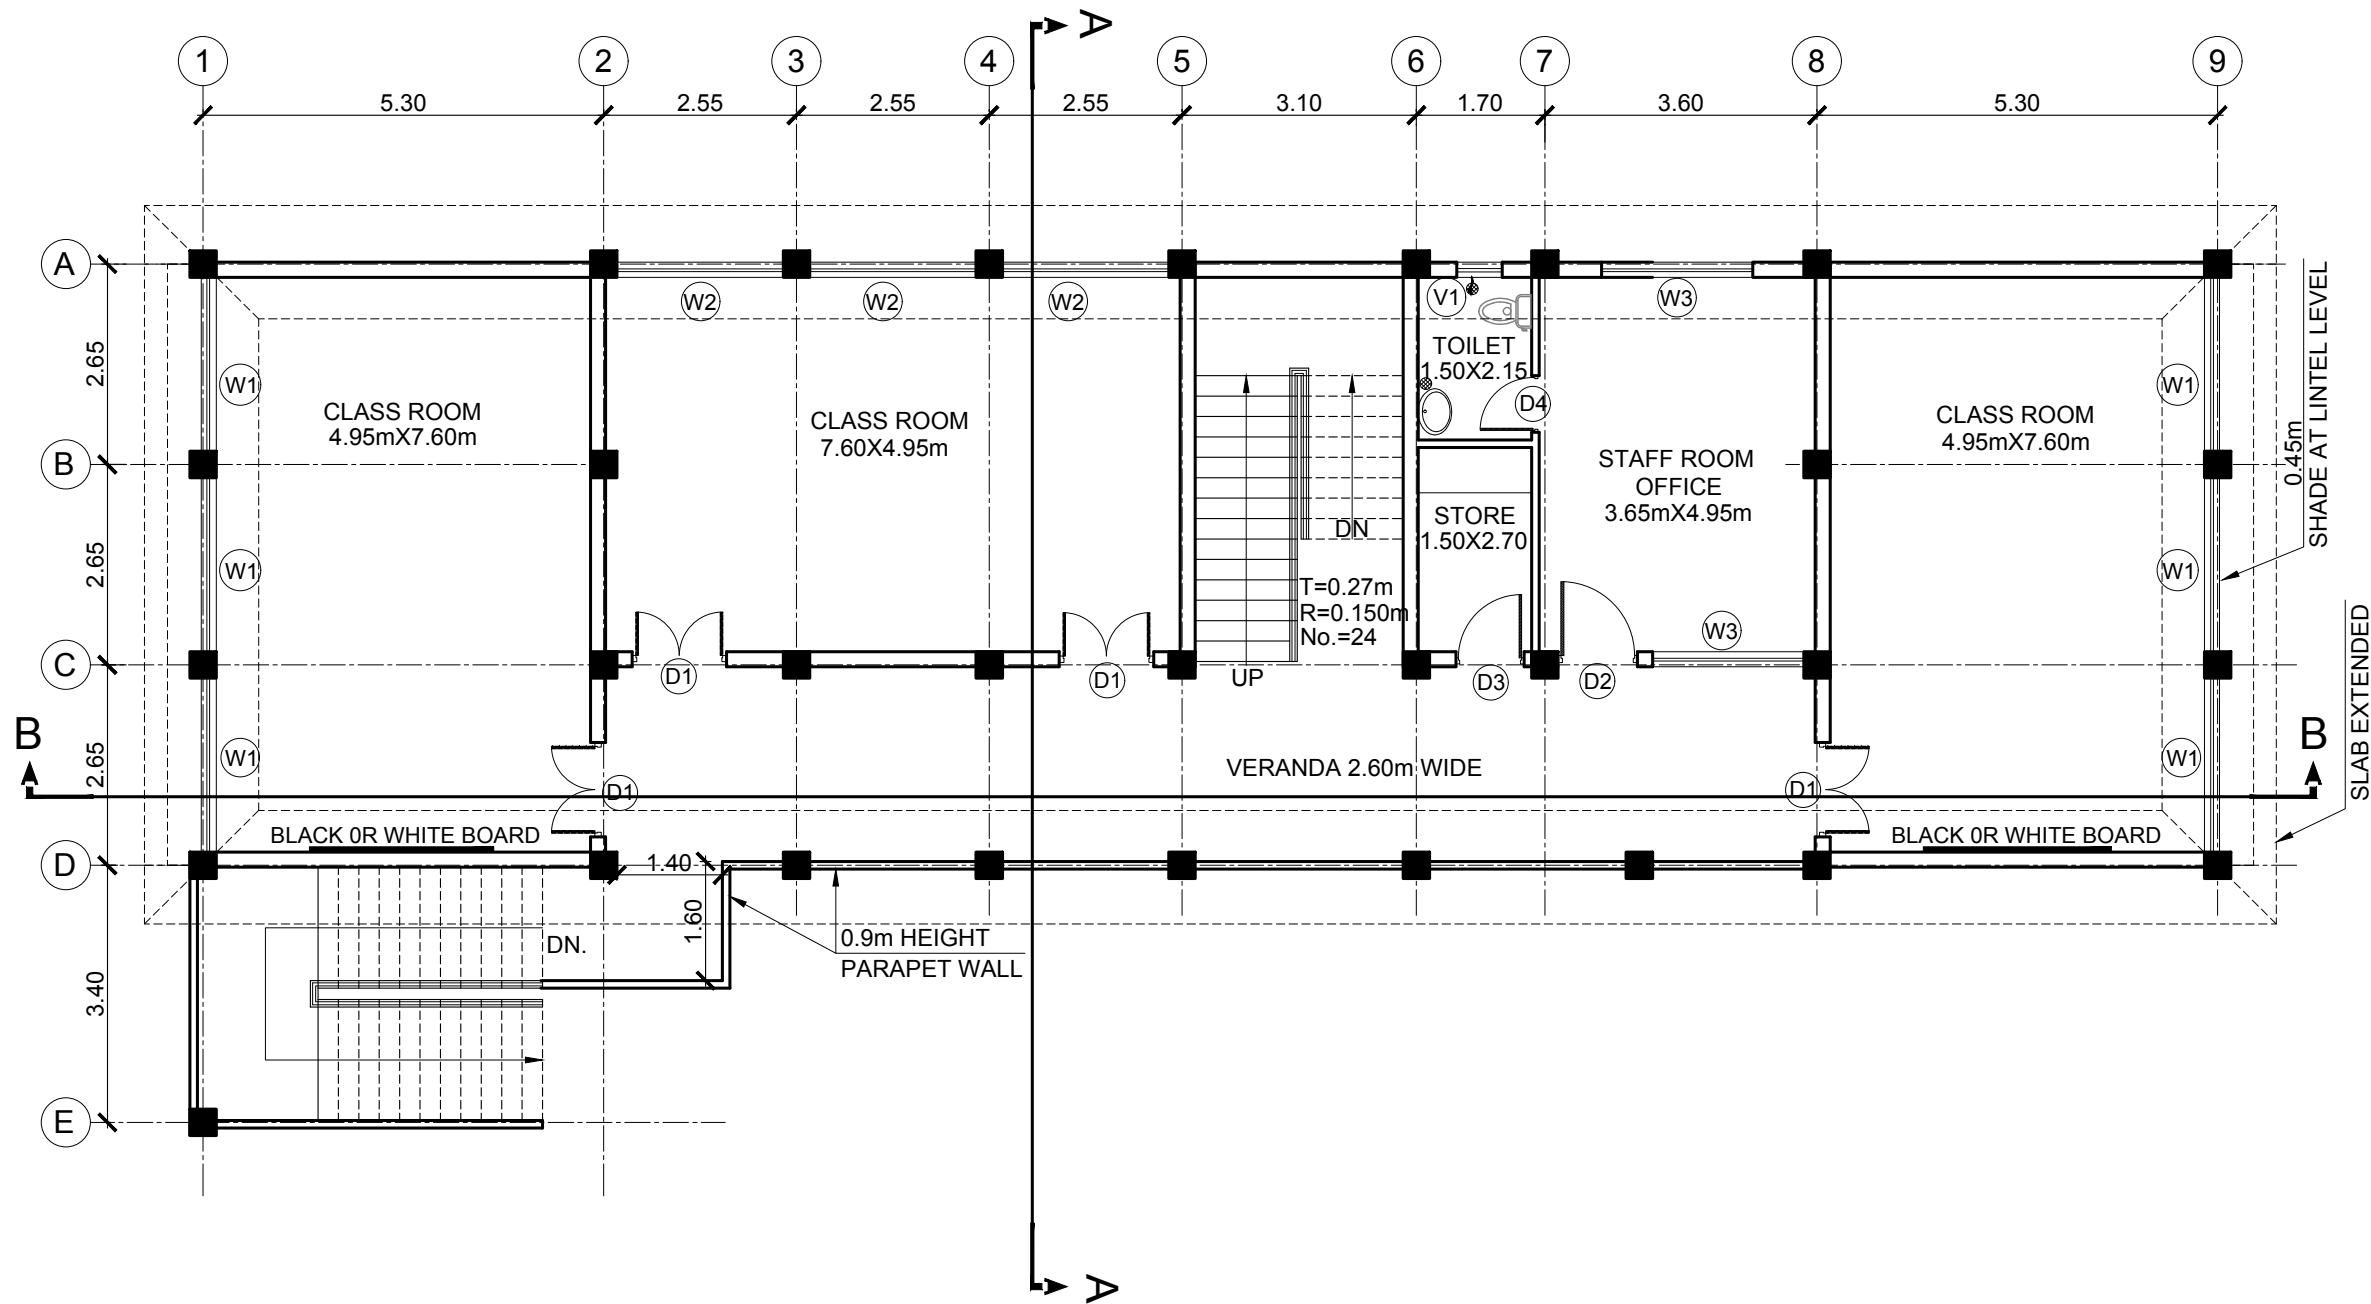 A
1 2 3 4 5 6 7 8 9
5.30 2.55 2.55 2.55 3.10 1.70 3.60 5.30
A
W2 W2 W2 V1 W3
2.65
W1
CLASS ROOM
4.95mX7.60m
CLASS ROOM
7.60X4.95m
TOILET
1.50X2.15
D4
W1
CLASS ROOM
4.95mX7.60m
0.45m
SHADE AT LINTEL LEVEL
B
STAFF ROOM
OFFICE
3.65mX4.95m
STORE
1.50X2.70
DN
2.65
W1
W1
T=0.27m
R=0.150m
No.=24
W3
C
D1 D1 UP D3 D2
SLAB EXTENDED
B
2.65
W1
VERANDA 2.60m WIDE
W1
B
D1
D1
BLACK 0R WHITE BOARD
BLACK 0R WHITE BOARD
D
1.40
1.60
DN.
0.9m HEIGHT
PARAPET WALL
3.40
E
A